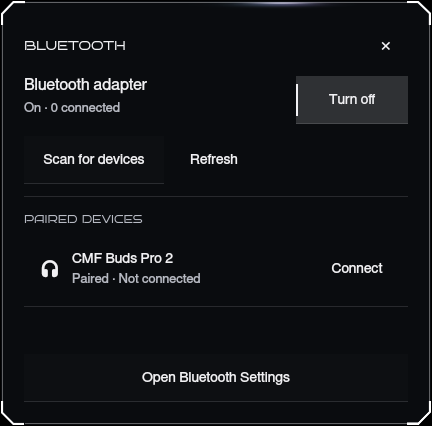 BLUETOOTH ×
Bluetooth adapter
On · 0 connected
Turn off
Scan for devices Refresh
PAIRED DEVICES
CMF Buds Pro 2
Paired · Not connected
Connect
Open Bluetooth Settings